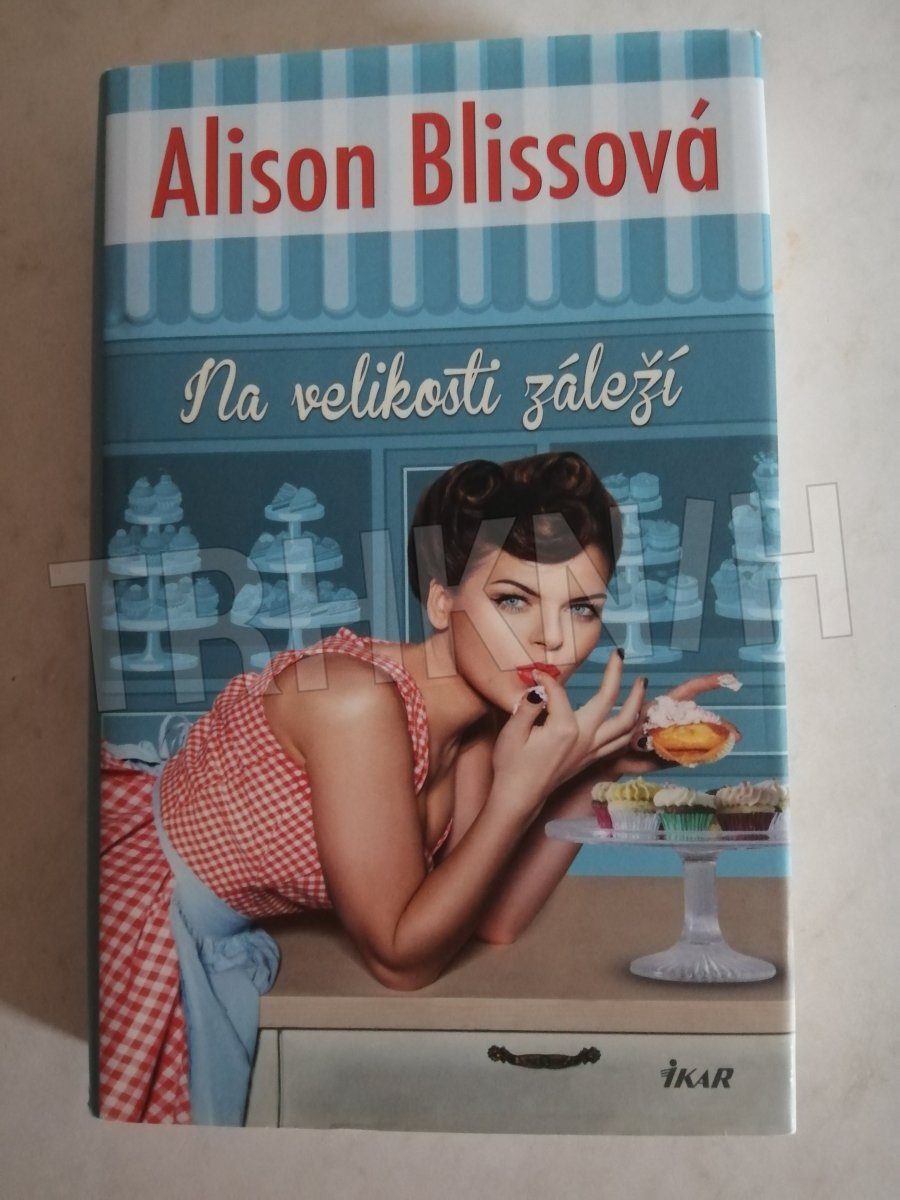 Alison Blissová
Na velikosti záleží
TRHKNIH
IKAR